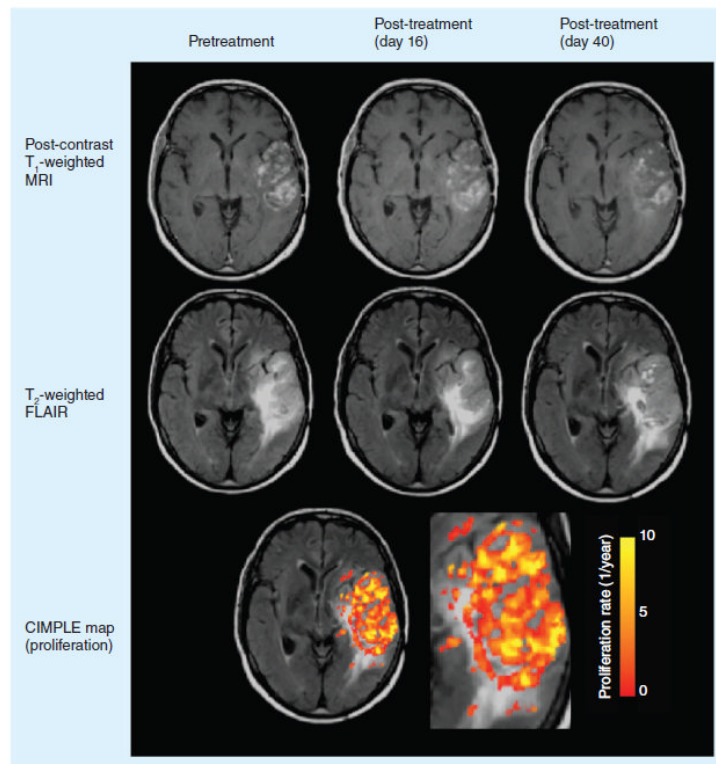 Pretreatment
Post-treatment
(day 16)
Post-treatment
(day 40)
Post-contrast
T₁-weighted
MRI
T₂-weighted
FLAIR
CIMPLE map
(proliferation)
Proliferation rate (1/year)
10
5
0